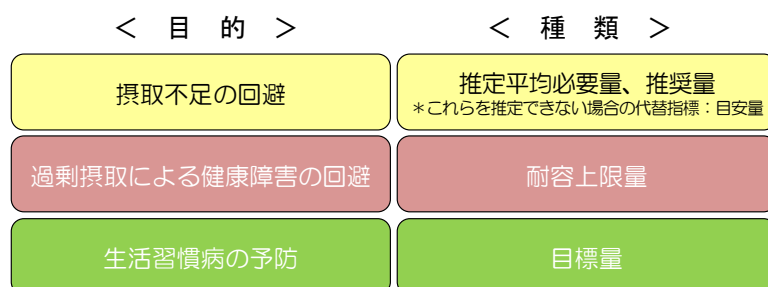 ＜　目　的　＞
＜　種　類　＞
摂取不足の回避
推定平均必要量、推奨量
＊これらを推定できない場合の代替指標：目安量
過剰摂取による健康障害の回避
耐容上限量
生活習慣病の予防
目標量